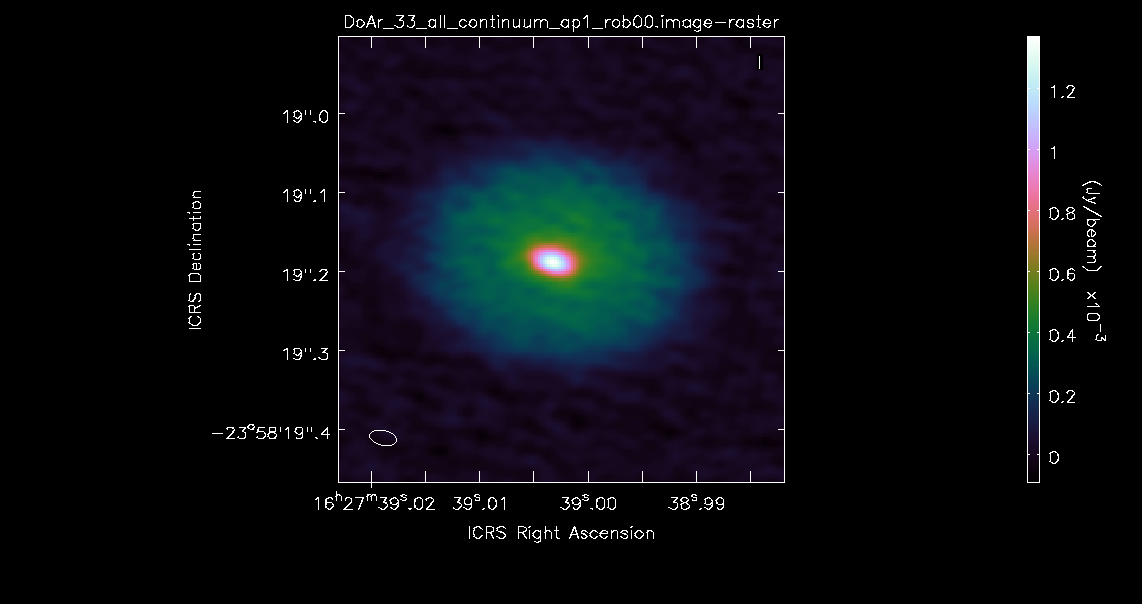 DoAr_33_all_continuum_ap1_rob00.image-raster
I
19".0
19".1
19".2
19".3
-23°58'19".4
ICRS Declination
16h27m39s.02 39s.01 39s.00 38s.99
ICRS Right Ascension
1.2
1
0.8
0.6
0.4
0.2
0
(Jy/beam) x10-3